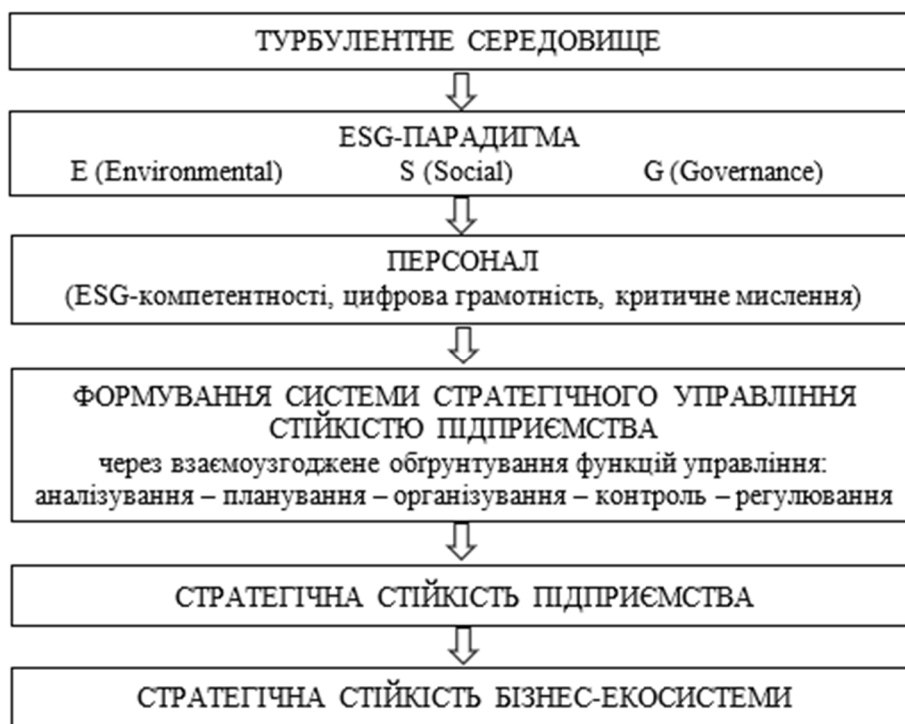 ТУРБУЛЕНТНЕ СЕРЕДОВИЩЕ
ESG-ПАРАДИГМА
E (Environmental) S (Social) G (Governance)
ПЕРСОНАЛ
(ESG-компетентності, цифрова грамотність, критичне мислення)
ФОРМУВАННЯ СИСТЕМИ СТРАТЕГІЧНОГО УПРАВЛІННЯ
СТІЙКІСТЮ ПІДПРИЄМСТВА
через взаємоузгоджене обґрунтування функцій управління:
аналізування – планування – організування – контроль – регулювання
СТРАТЕГІЧНА СТІЙКІСТЬ ПІДПРИЄМСТВА
СТРАТЕГІЧНА СТІЙКІСТЬ БІЗНЕС-ЕКОСИСТЕМИ